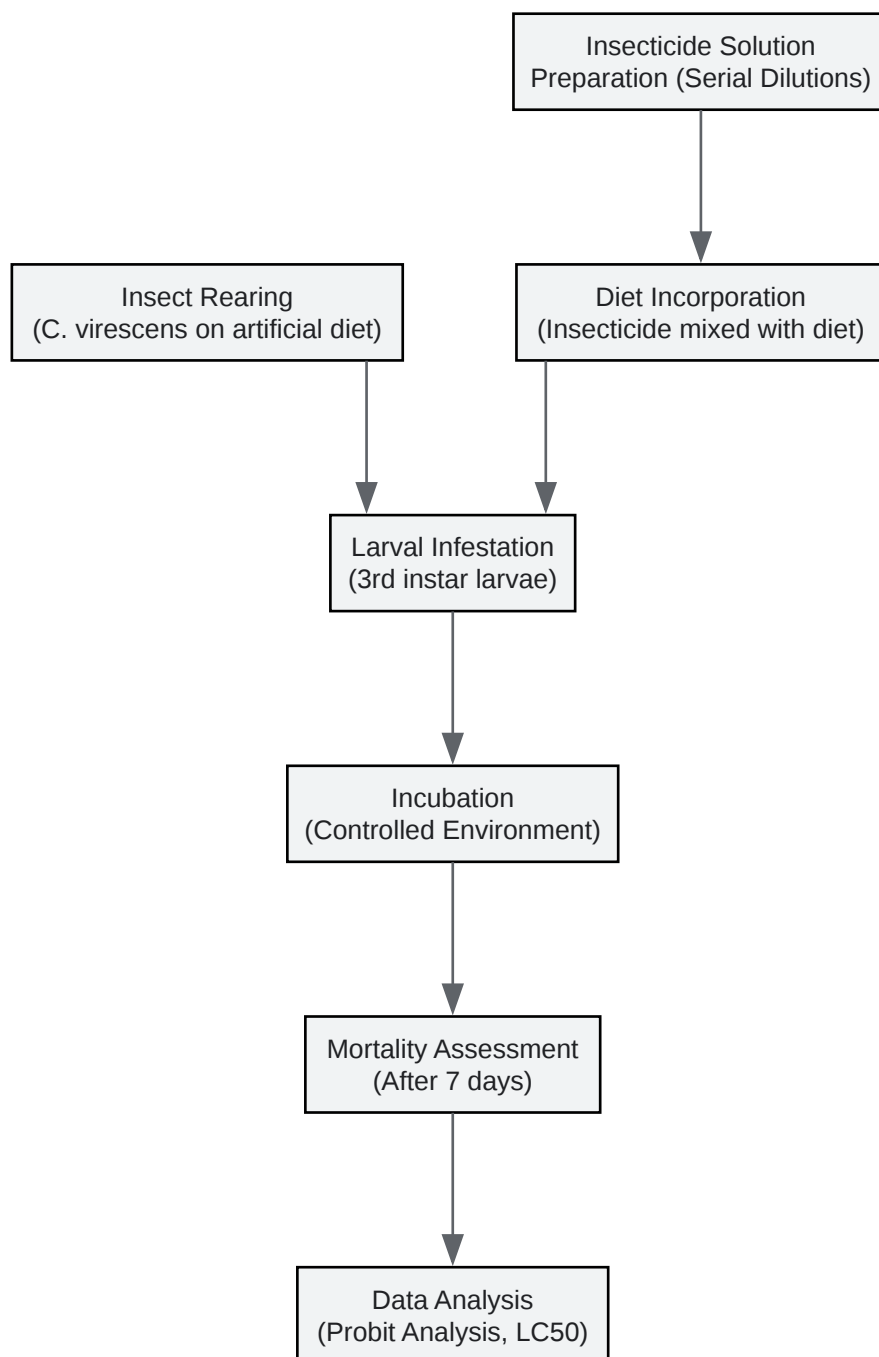 Insecticide Solution
Preparation (Serial Dilutions)
Insect Rearing
(C. virescens on artificial diet)
Diet Incorporation
(Insecticide mixed with diet)
Larval Infestation
(3rd instar larvae)
Incubation
(Controlled Environment)
Mortality Assessment
(After 7 days)
Data Analysis
(Probit Analysis, LC50)